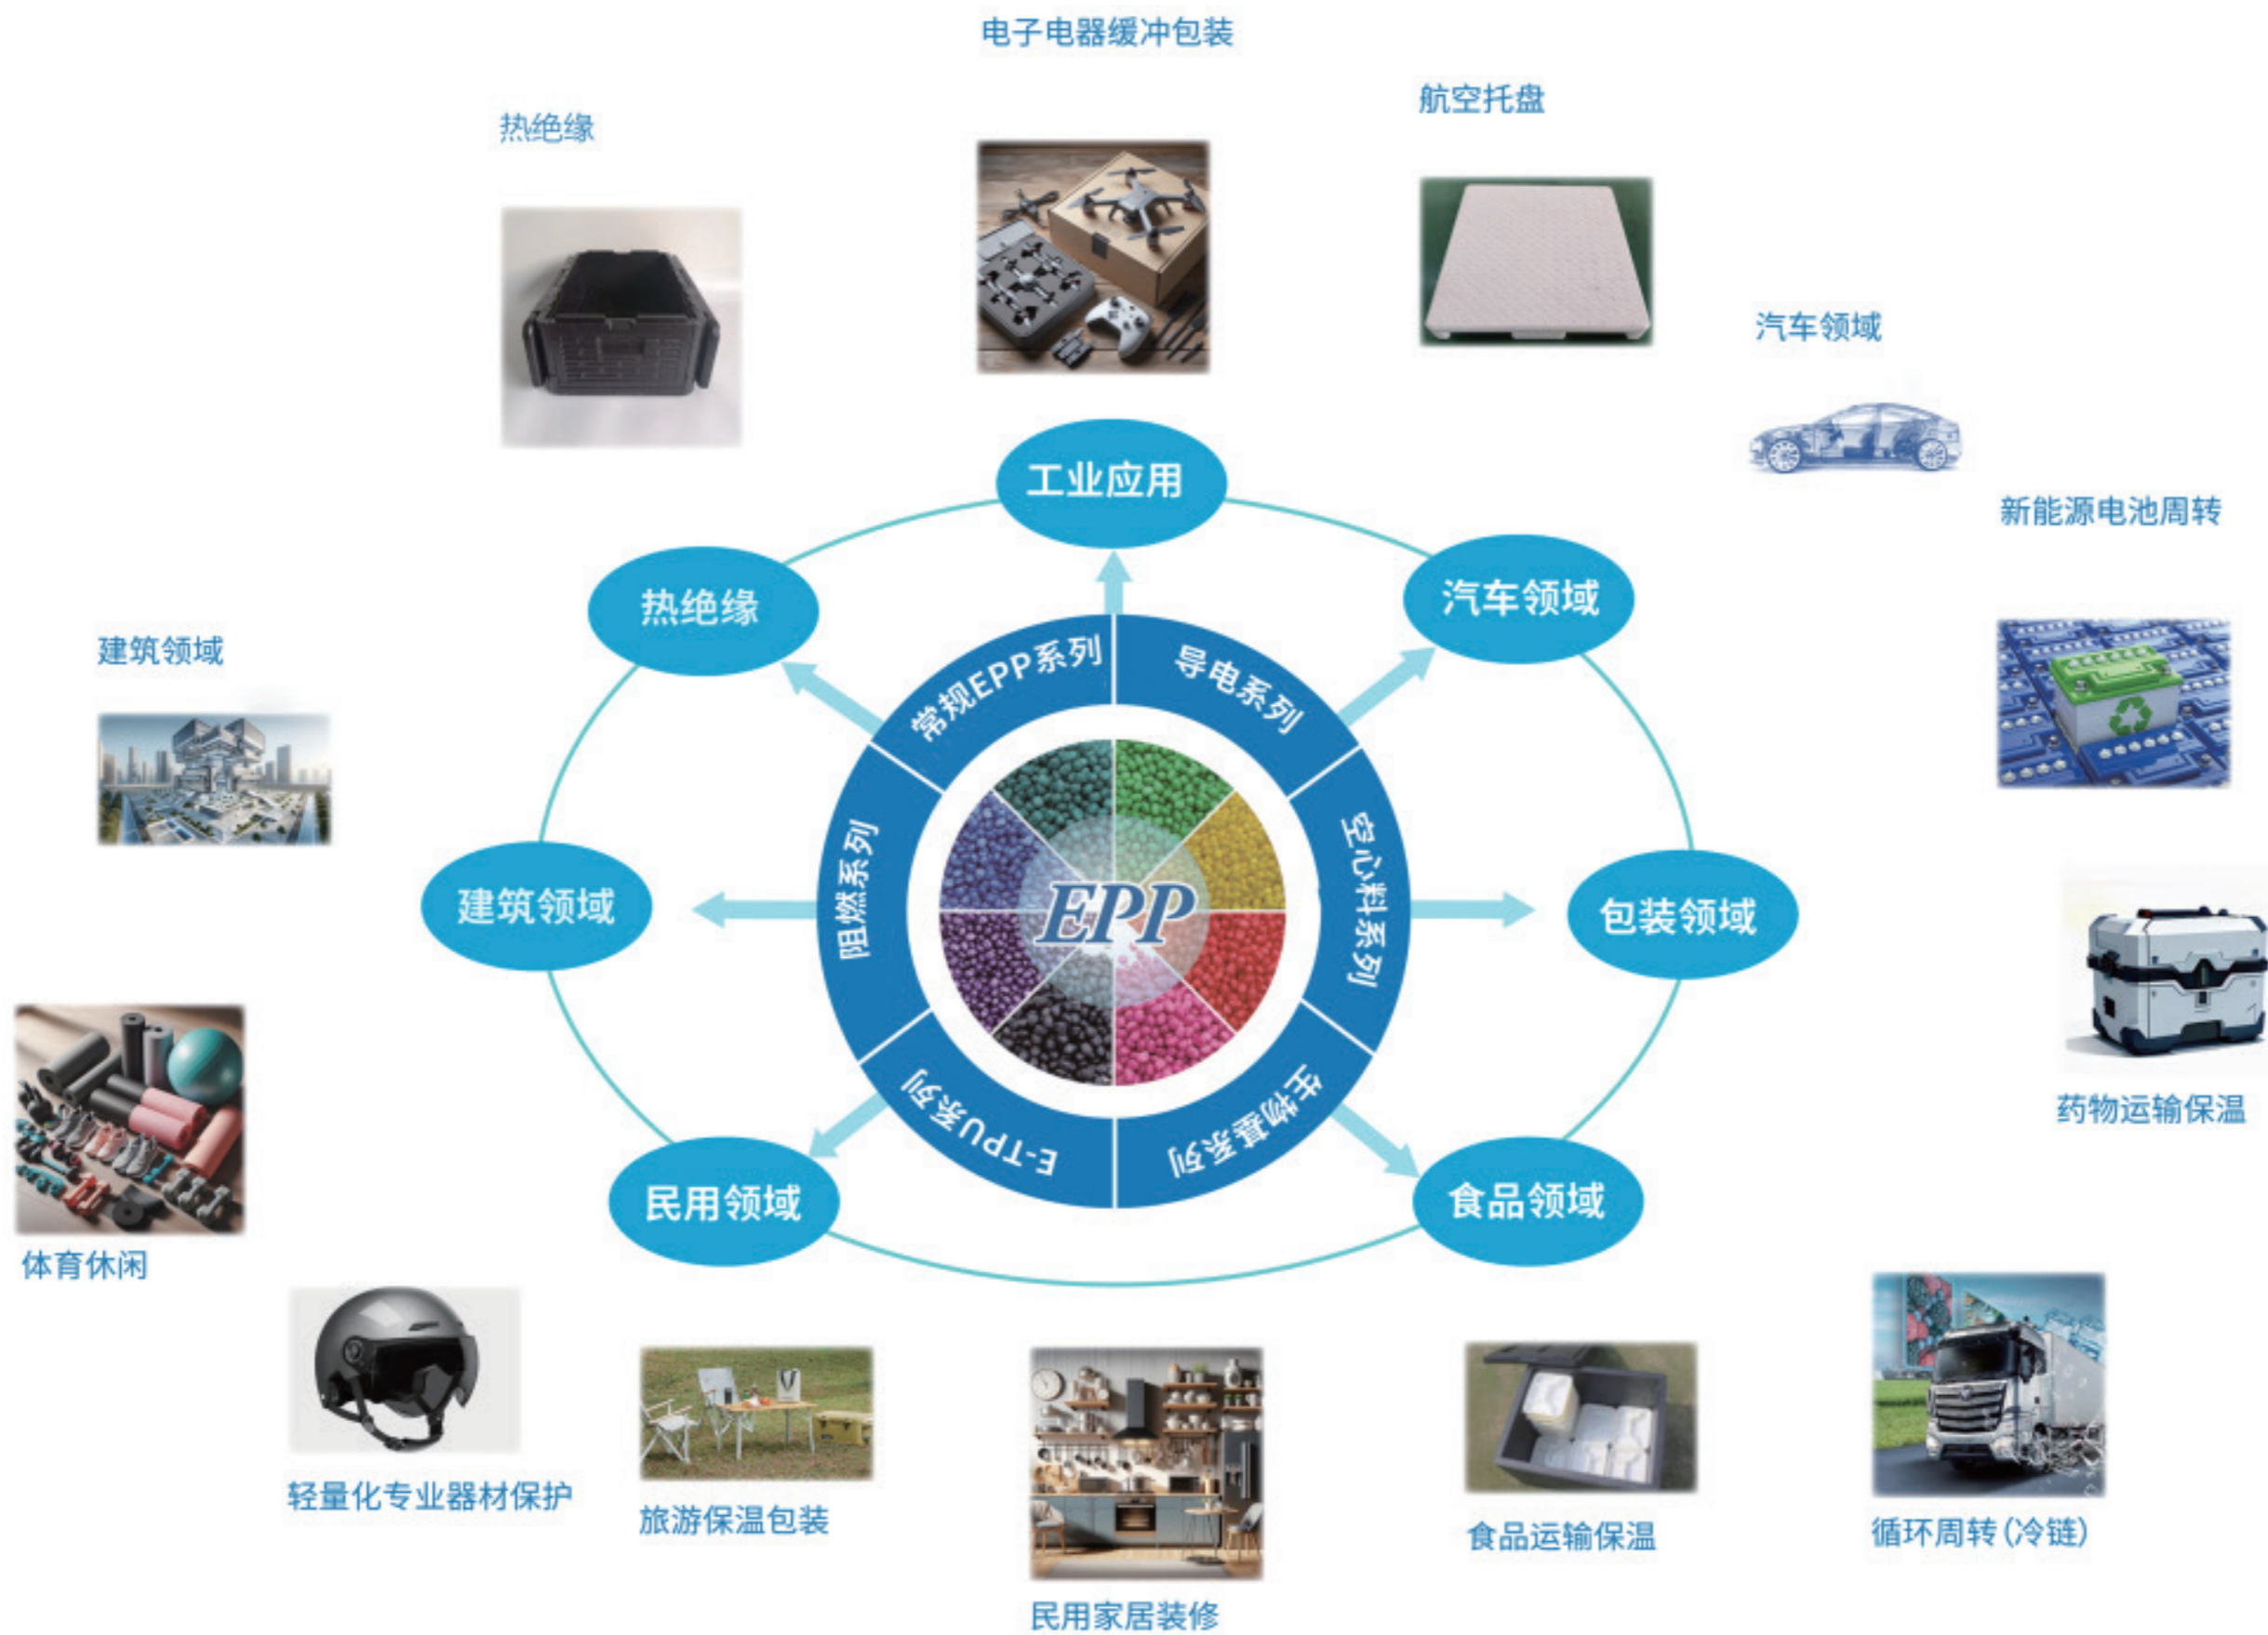 电子电器缓冲包装
航空托盘
热绝缘
汽车领域
新能源电池周转
工业应用
热绝缘
汽车领域
建筑领域
常规EPP系列
导电系列
阻燃系列
空心料系列
EPP
建筑领域
包装领域
E-TPU系列
生物基系列
药物运输保温
民用领域
食品领域
体育休闲
轻量化专业器材保护
旅游保温包装
食品运输保温
循环周转(冷链)
民用家居装修